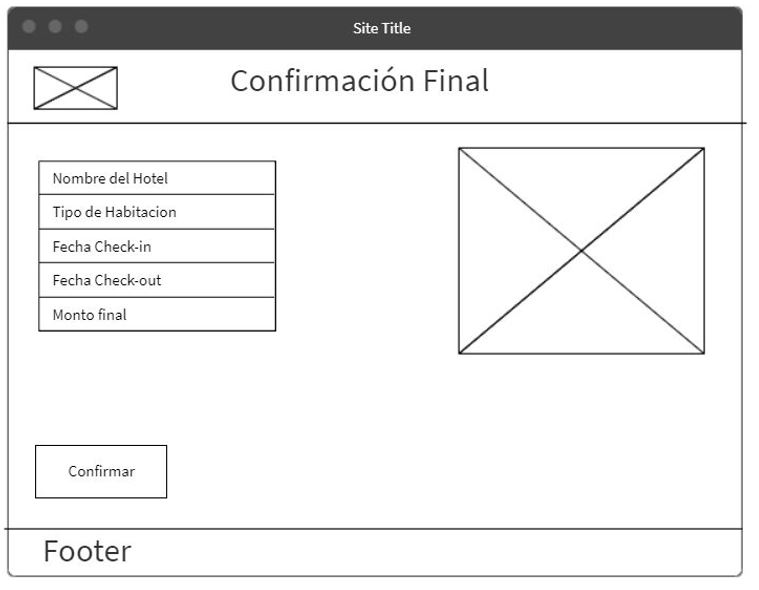 Site Title
Confirmación Final
Nombre del Hotel
Tipo de Habitacion
Fecha Check-in
Fecha Check-out
Monto final
Confirmar
Footer